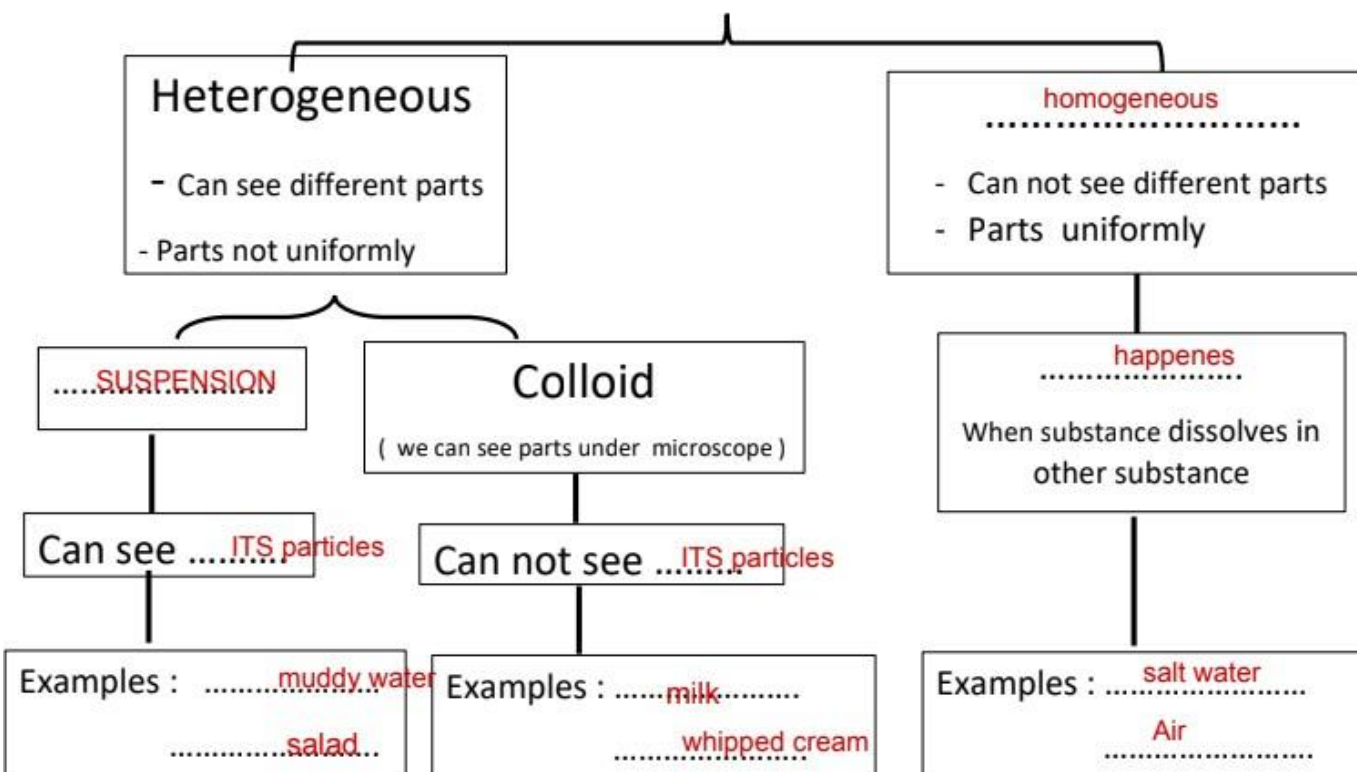 Heterogeneous
- Can see different parts
- Parts not uniformly
homogeneous
..............................
- Can not see different parts
- Parts uniformly
SUSPENSION
........................
Colloid
( we can see parts under microscope )
happenes
........................
When substance dissolves in
other substance
Can see .......... ITS particles
Can not see ......... ITS particles
Examples : .................... muddy water
........................ salad
Examples : ..................... milk
...................... whipped cream
Examples : ....................... salt water
Air
........................